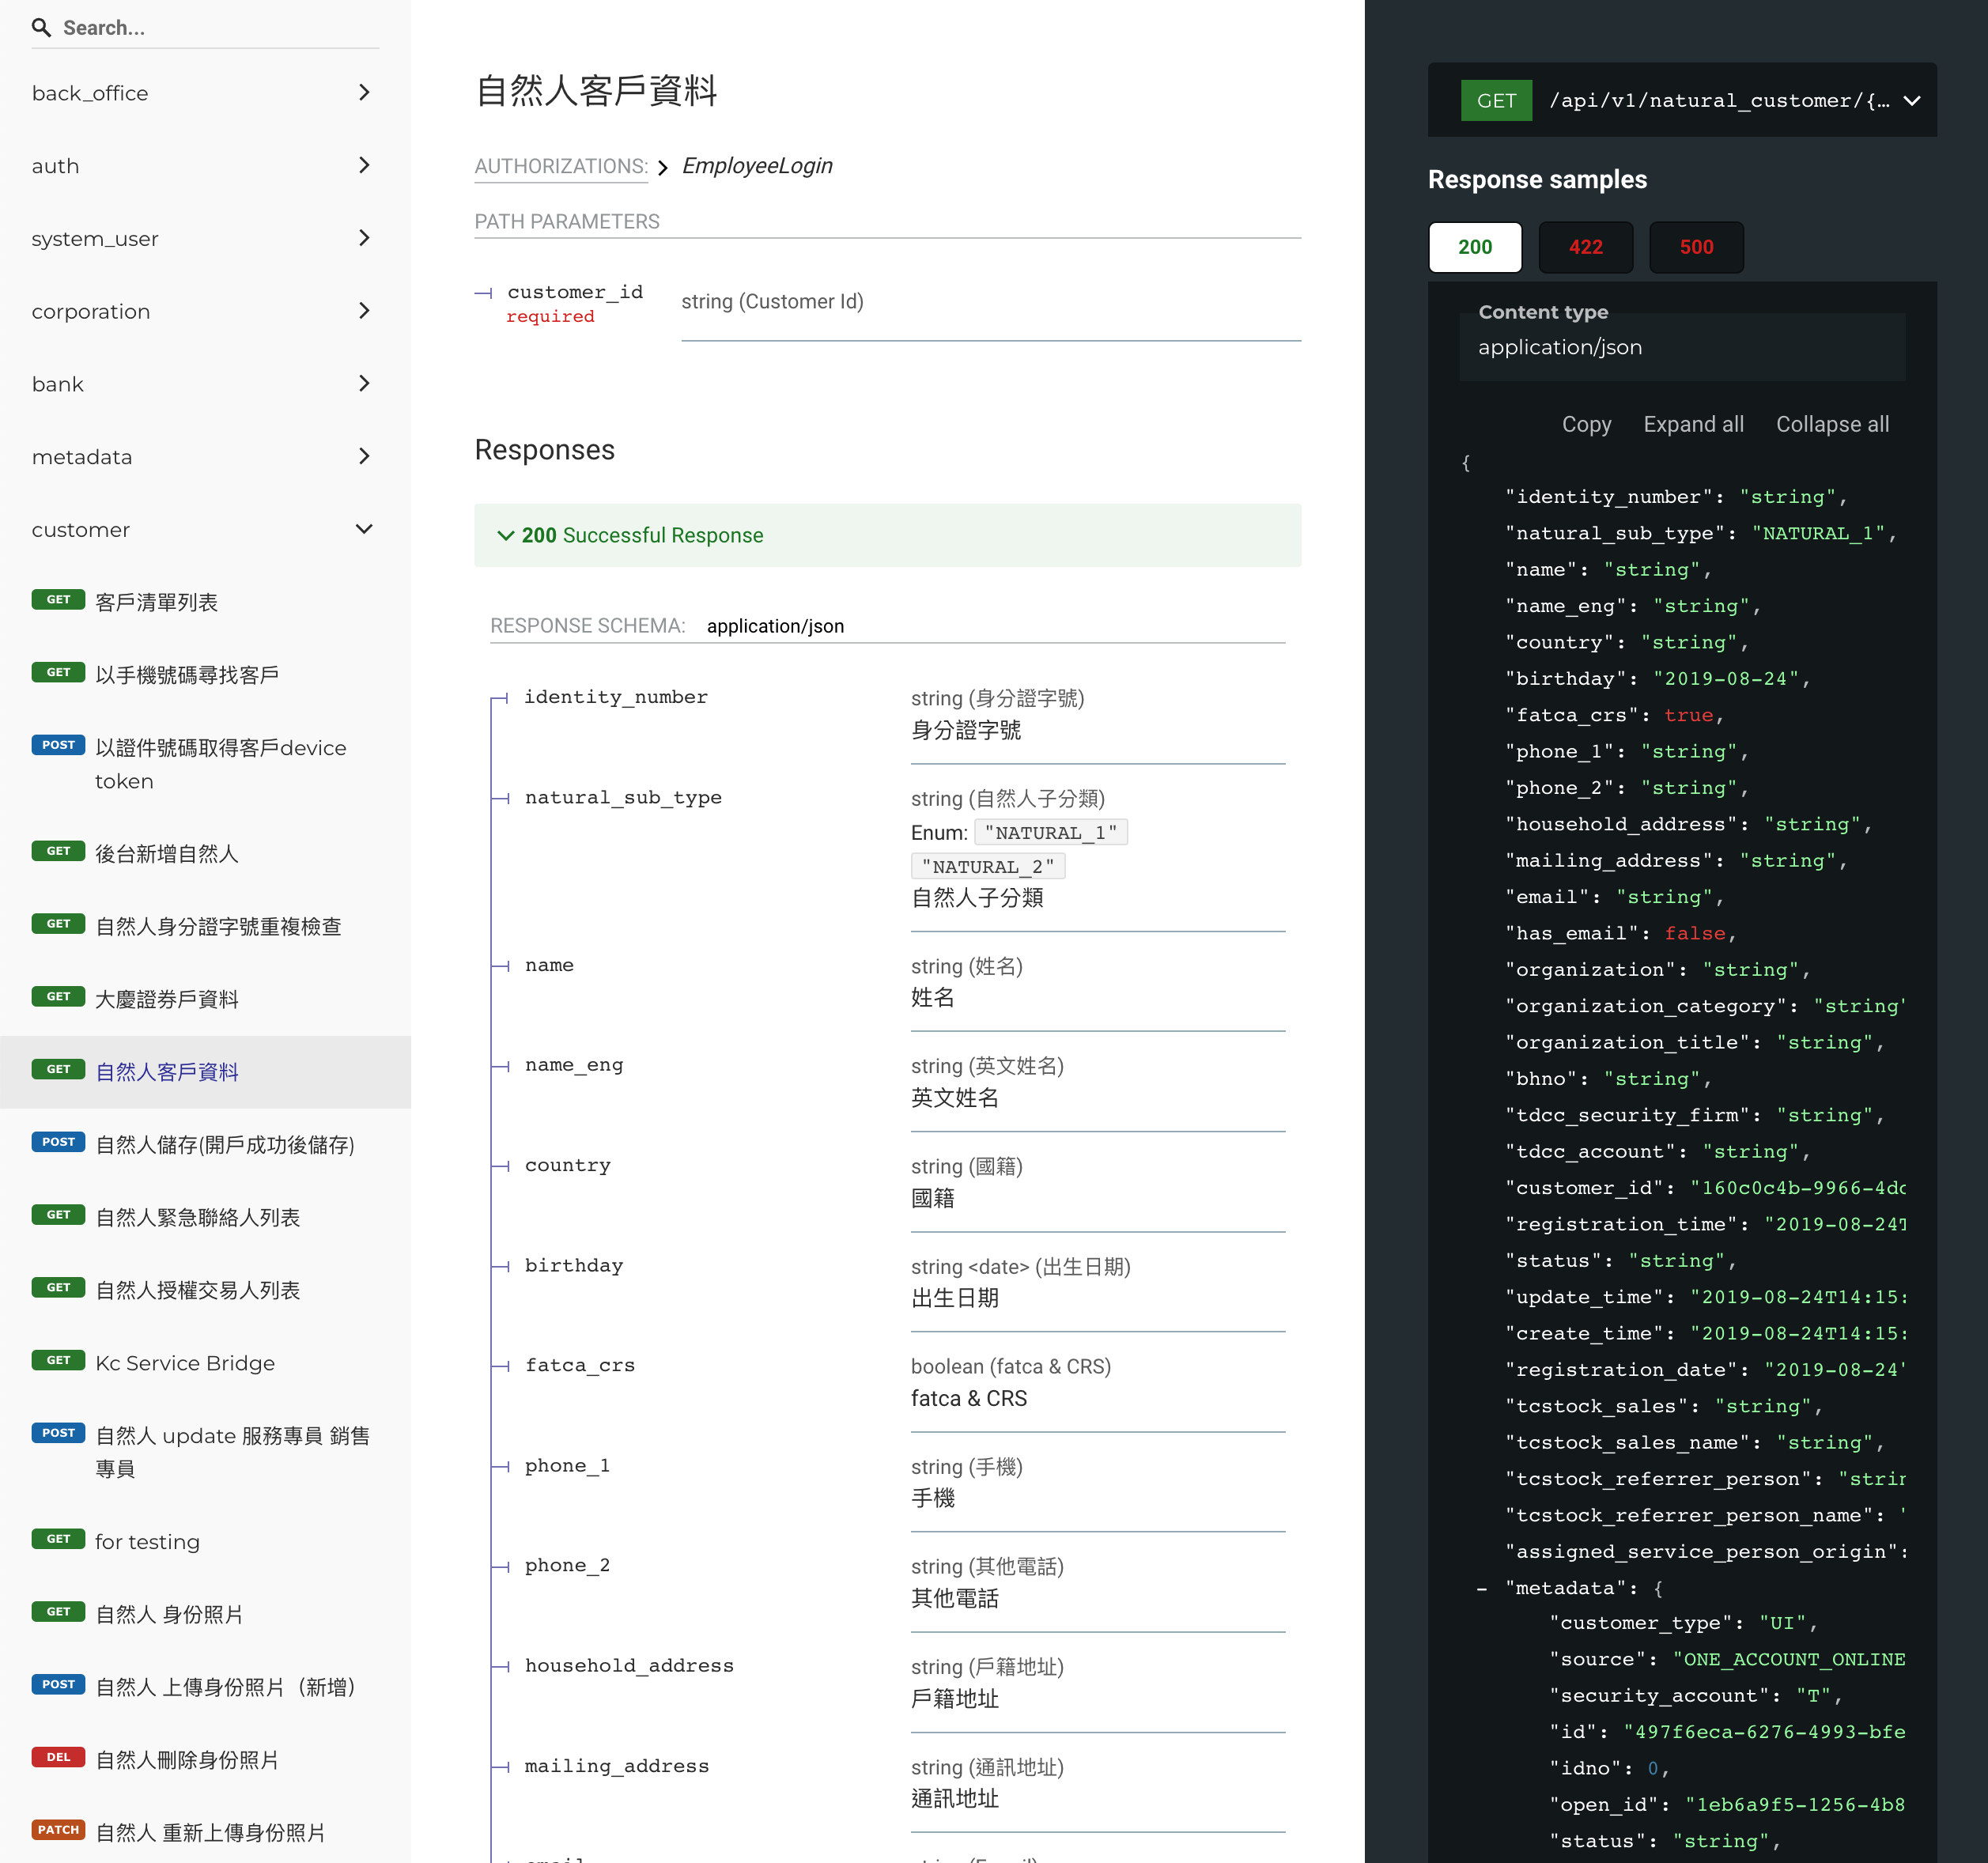 Search...
back_office
auth
system_user
corporation
bank
metadata
customer
GET 客戶清單列表
GET 以手機號碼尋找客戶
POST 以證件號碼取得客戶device
token
GET 後台新增自然人
GET 自然人身分證字號重複檢查
GET 大慶證券戶資料
GET 自然人客戶資料
POST 自然人儲存(開戶成功後儲存)
GET 自然人緊急聯絡人列表
GET 自然人授權交易人列表
GET Kc Service Bridge
POST 自然人 update 服務專員 銷售
專員
GET for testing
GET 自然人 身份照片
POST 自然人 上傳身份照片（新增）
DEL 自然人刪除身份照片
PATCH 自然人 重新上傳身份照片
自然人客戶資料
AUTHORIZATIONS: EmployeeLogin
PATH PARAMETERS
customer_id
required
string (Customer Id)
Responses
200 Successful Response
RESPONSE SCHEMA: application/json
identity_number string (身分證字號)
身分證字號
natural_sub_type string (自然人子分類)
Enum: "NATURAL_1"
"NATURAL_2"
自然人子分類
name string (姓名)
姓名
name_eng string (英文姓名)
英文姓名
country string (國籍)
國籍
birthday string <date> (出生日期)
出生日期
fatca_crs boolean (fatca & CRS)
fatca & CRS
phone_1 string (手機)
手機
phone_2 string (其他電話)
其他電話
household_address string (戶籍地址)
戶籍地址
mailing_address string (通訊地址)
通訊地址
GET /api/v1/natural_customer/{…
Response samples
200 422 500
Content type
application/json
Copy Expand all Collapse all
{
"identity_number": "string",
"natural_sub_type": "NATURAL_1",
"name": "string",
"name_eng": "string",
"country": "string",
"birthday": "2019-08-24",
"fatca_crs": true,
"phone_1": "string",
"phone_2": "string",
"household_address": "string",
"mailing_address": "string",
"email": "string",
"has_email": false,
"organization": "string",
"organization_category": "string"
"organization_title": "string",
"bhno": "string",
"tdcc_security_firm": "string",
"tdcc_account": "string",
"customer_id": "160c0c4b-9966-4dc
"registration_time": "2019-08-24T
"status": "string",
"update_time": "2019-08-24T14:15:
"create_time": "2019-08-24T14:15:
"registration_date": "2019-08-24"
"tcstock_sales": "string",
"tcstock_sales_name": "string",
"tcstock_referrer_person": "strin
"tcstock_referrer_person_name": "
"assigned_service_person_origin":
- "metadata": {
"customer_type": "UI",
"source": "ONE_ACCOUNT_ONLINE
"security_account": "T",
"id": "497f6eca-6276-4993-bfe
"idno": 0,
"open_id": "1eb6a9f5-1256-4b8
"status": "string",